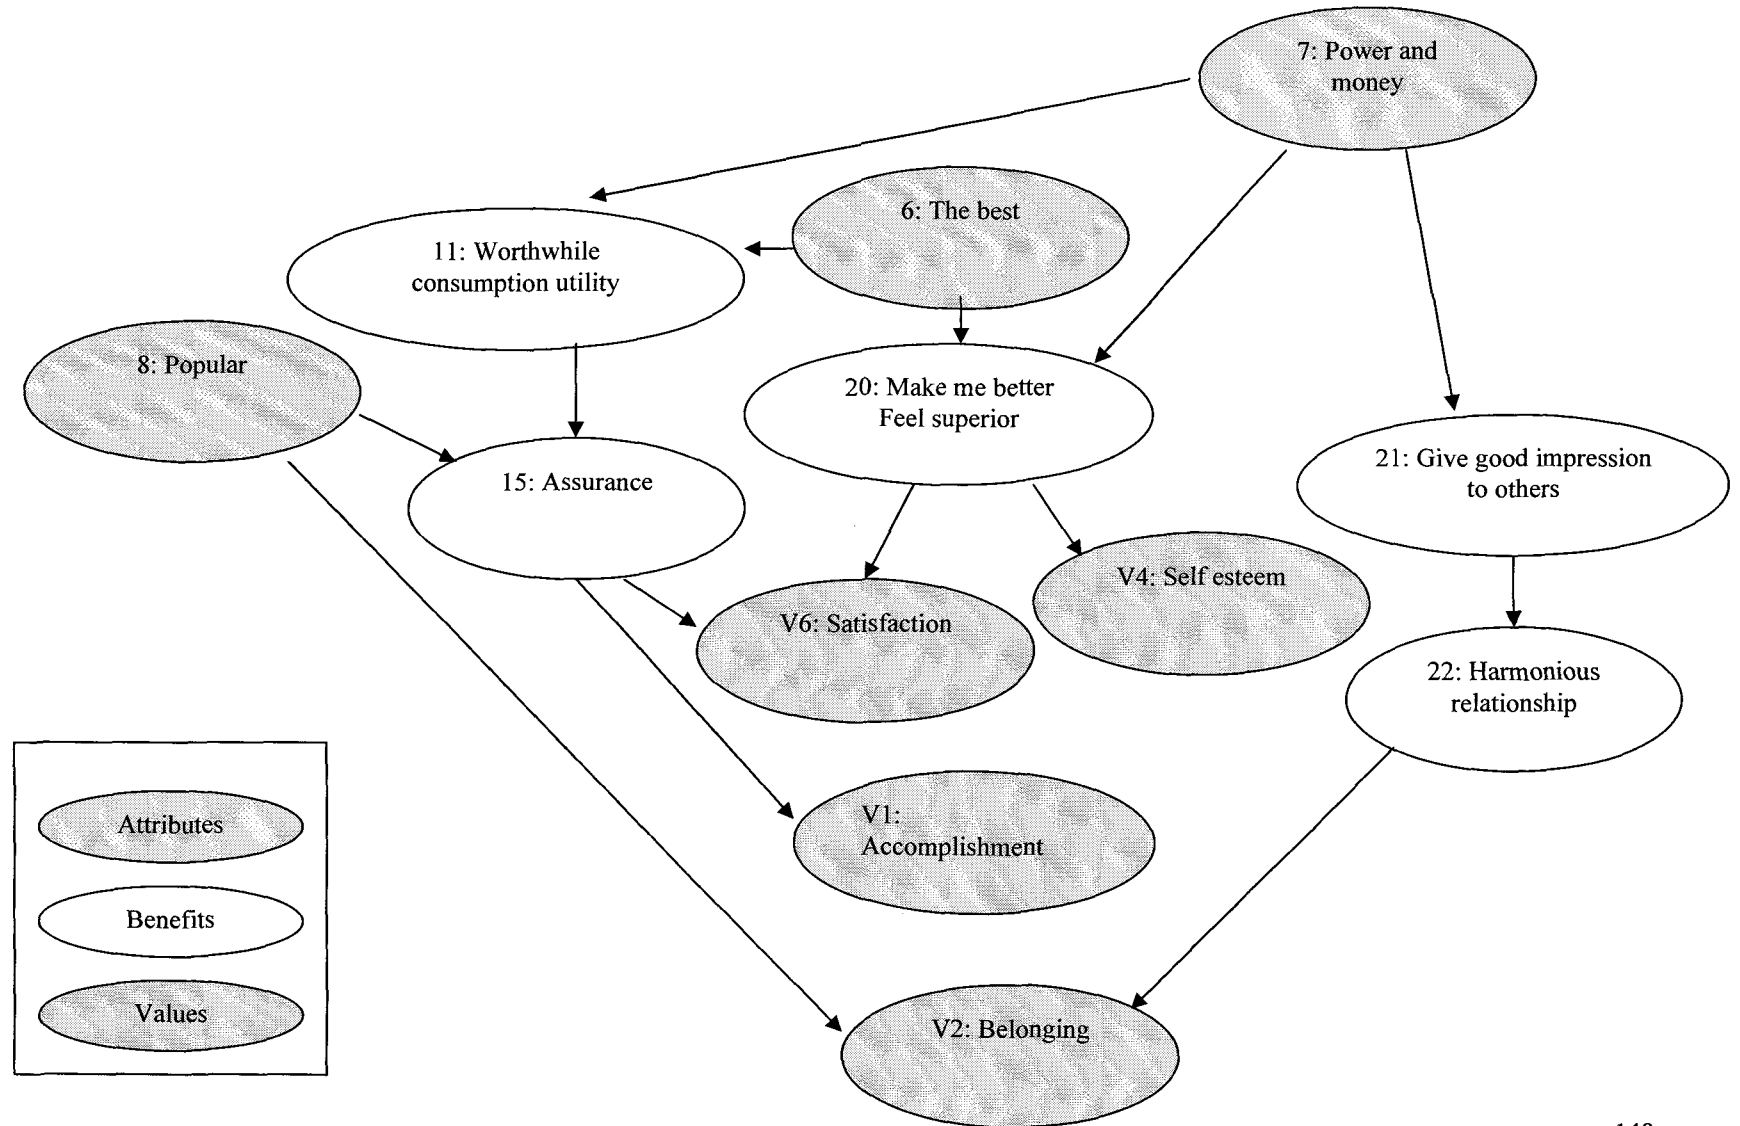 7: Power and
money
6: The best
11: Worthwhile
consumption utility
8: Popular
20: Make me better
Feel superior
21: Give good impression
to others
15: Assurance
V4: Self esteem
V6: Satisfaction
22: Harmonious
relationship
V1:
Accomplishment
Attributes
Benefits
Values
V2: Belonging